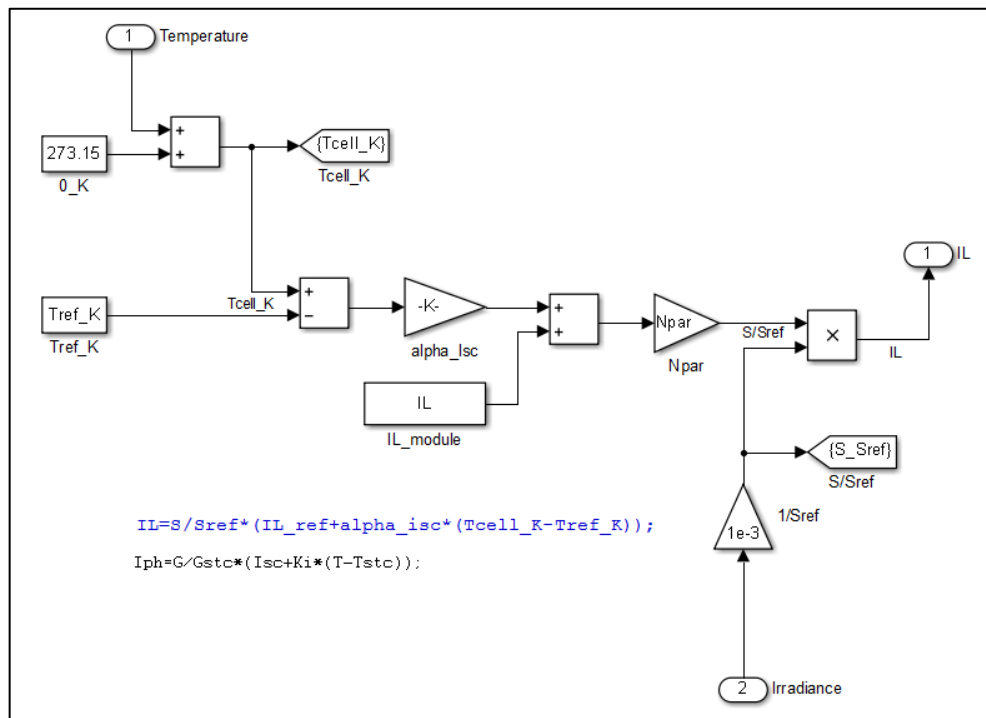 1
Temperature
+
+
273.15
0_K
{Tcell_K}
Tcell_K
+
−
Tcell_K
Tref_K
Tref_K
-K-
alpha_Isc
+
+
IL
IL_module
Npar
Npar
S/Sref
×
IL
1
IL
{S_Sref}
S/Sref
1e-3
1/Sref
IL=S/Sref*(IL_ref+alpha_isc*(Tcell_K-Tref_K));
Iph=G/Gstc*(Isc+Ki*(T-Tstc));
2
Irradiance